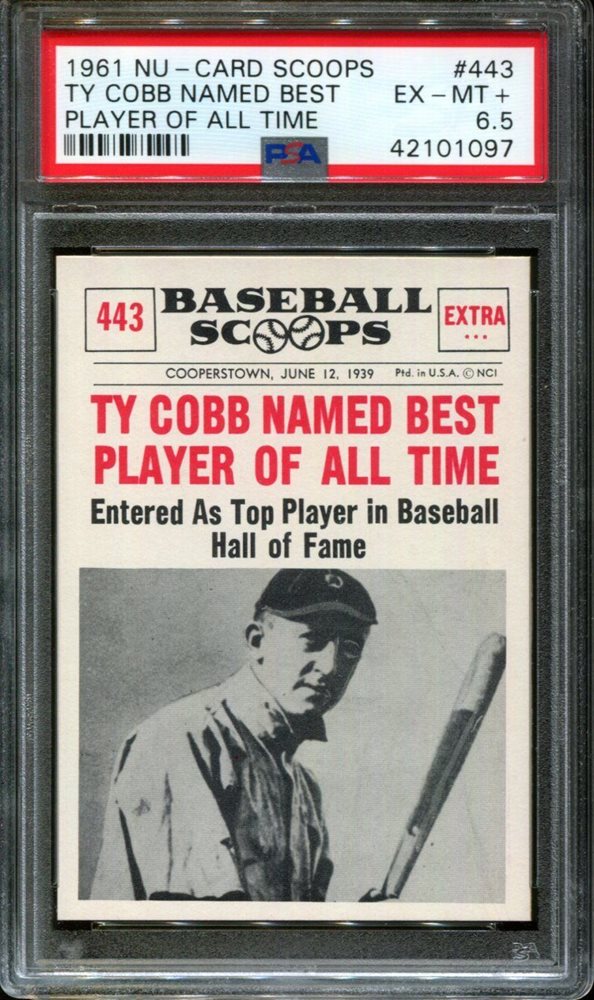 1961 NU-CARD SCOOPS #443
TY COBB NAMED BEST EX-MT+
PLAYER OF ALL TIME 6.5
PSA 42101097
443 BASEBALL EXTRA
SCOOPS ...
COOPERSTOWN, JUNE 12, 1939 Ptd. in U.S.A. © NCI
TY COBB NAMED BEST
PLAYER OF ALL TIME
Entered As Top Player in Baseball
Hall of Fame
PSA